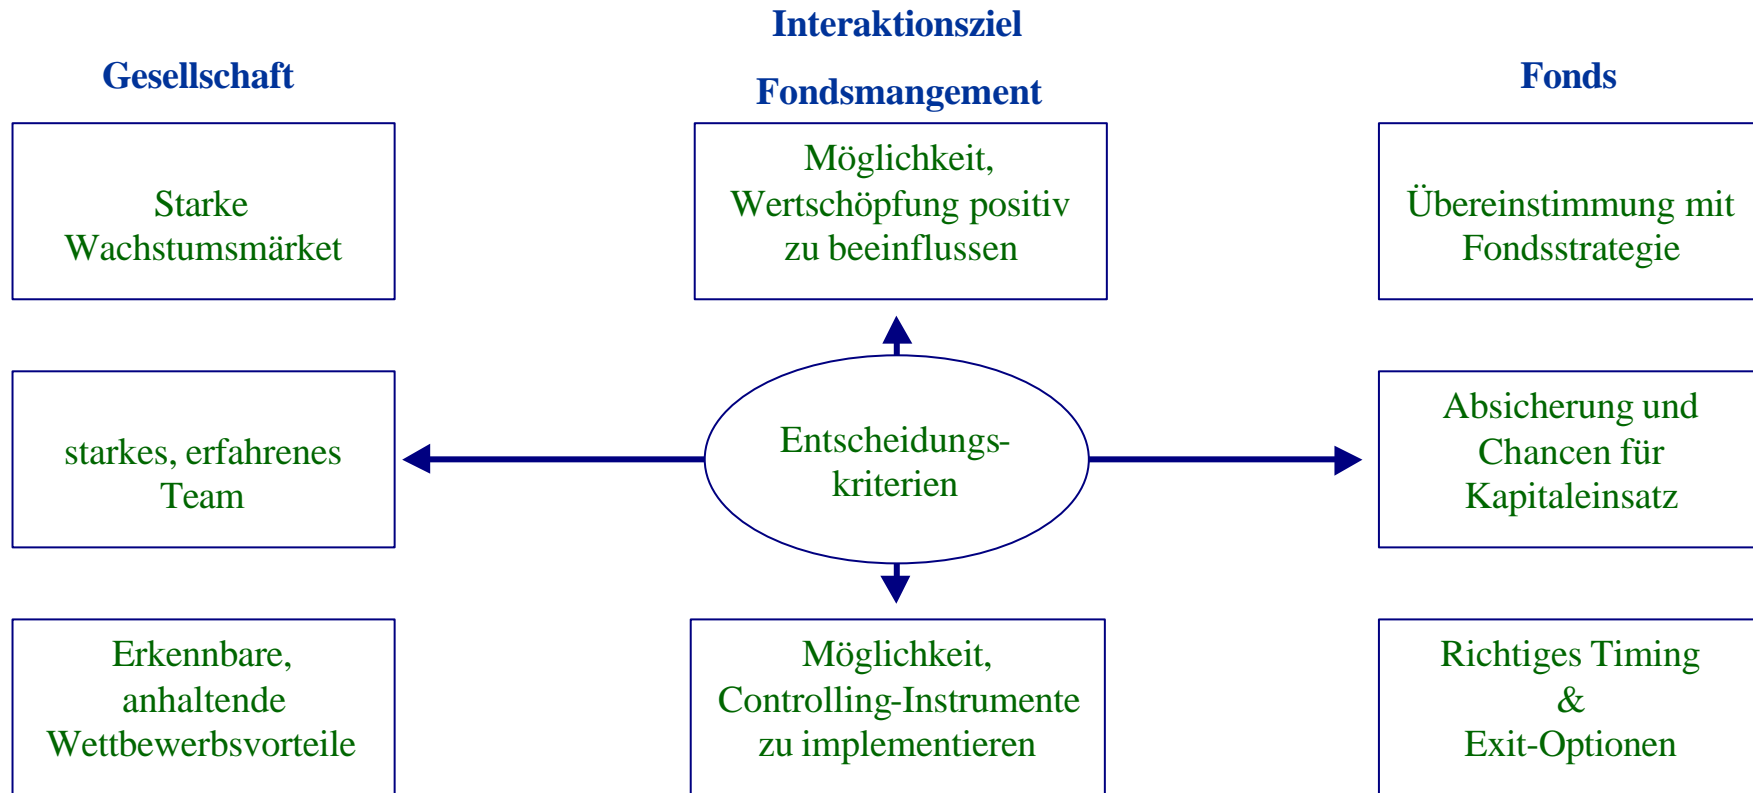 Interaktionsziel
Gesellschaft
Fondsmangement
Fonds
Starke
Wachstumsmärket
Möglichkeit,
Wertschöpfung positiv
zu beeinflussen
Übereinstimmung mit
Fondsstrategie
starkes, erfahrenes
Team
Entscheidungs-
kriterien
Absicherung und
Chancen für
Kapitaleinsatz
Erkennbare,
anhaltende
Wettbewerbsvorteile
Möglichkeit,
Controlling-Instrumente
zu implementieren
Richtiges Timing
&
Exit-Optionen